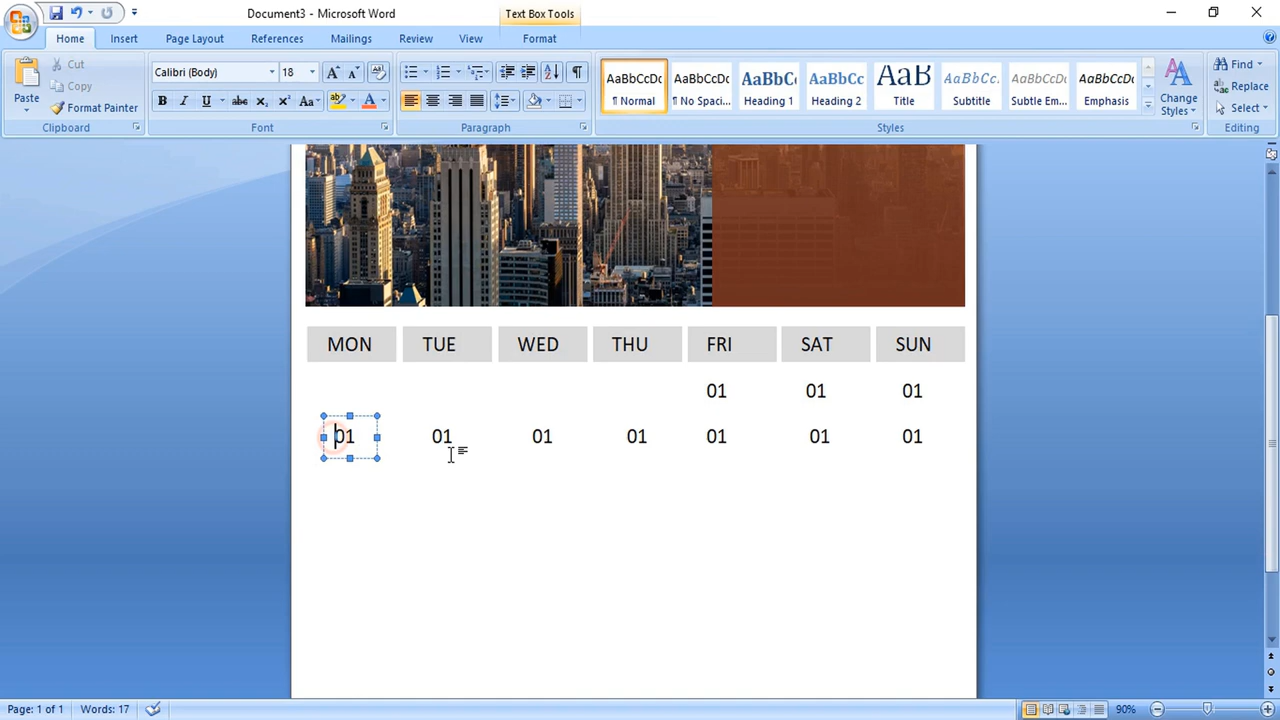 Document3 - Microsoft Word
Text Box Tools
Home Insert Page Layout References Mailings Review View Format
Paste
Cut
Copy
Format Painter
Clipboard
Calibri (Body) 18
B I U abc X₂ X² Aa
Font
Paragraph
AaBbCcDc AaBbCcDc AaBbCc AaBbCc AaB AaBbCc. AaBbCcDc AaBbCcDc
¶ Normal ¶ No Spaci... Heading 1 Heading 2 Title Subtitle Subtle Em... Emphasis
Styles
Change
Styles
Find
Replace
Select
Editing
MON TUE WED THU FRI SAT SUN
01 01 01
01 01 01 01 01 01 01
Page: 1 of 1 Words: 17 90%